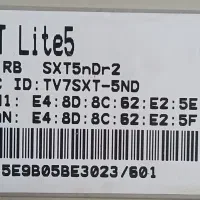 T Lite5
RB SXT5nDr2
C ID:TV7SXT-5ND
1: E4:8D:8C:62:E2:5E
N: E4:8D:8C:62:E2:5F
5E9B05BE3023/601